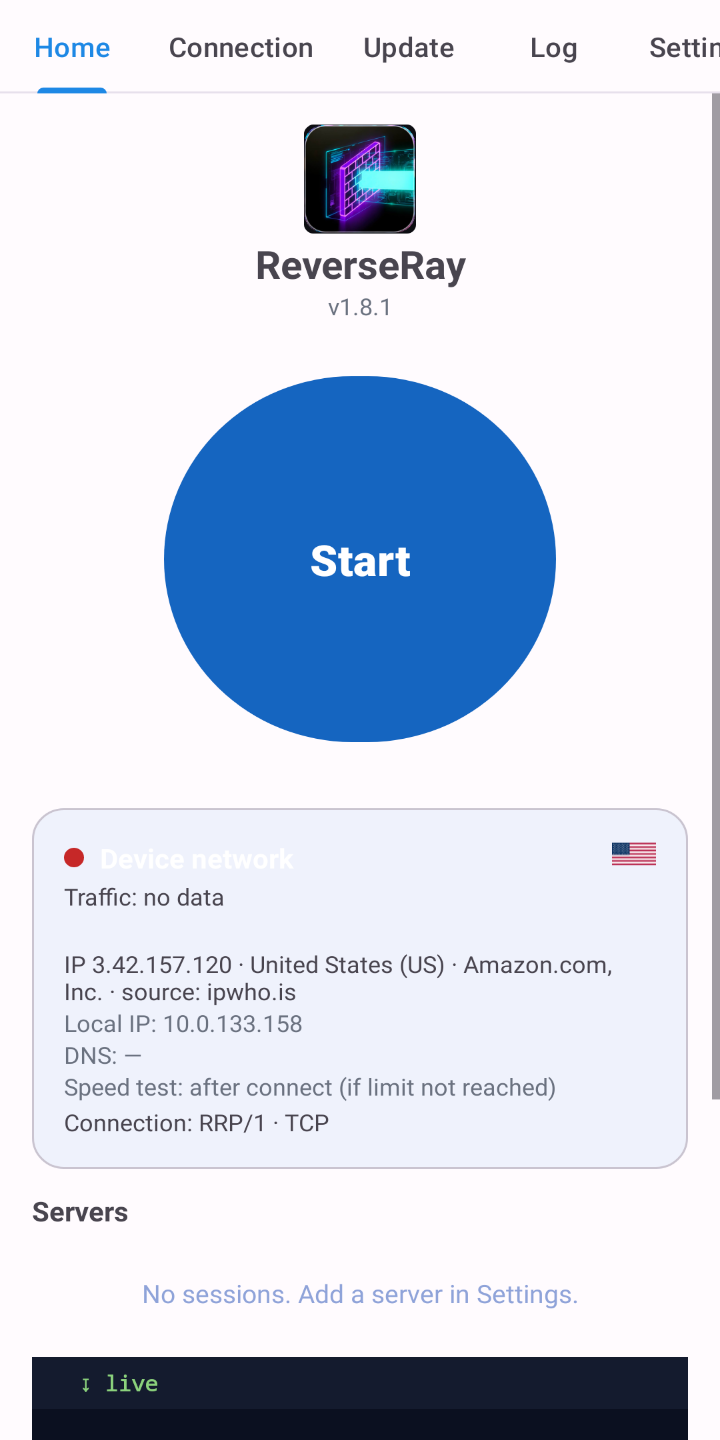 Home Connection Update Log Settin
ReverseRay
v1.8.1
Start
Device network
Traffic: no data
IP 3.42.157.120 · United States (US) · Amazon.com,
Inc. · source: ipwho.is
Local IP: 10.0.133.158
DNS: —
Speed test: after connect (if limit not reached)
Connection: RRP/1 · TCP
Servers
No sessions. Add a server in Settings.
↧ live